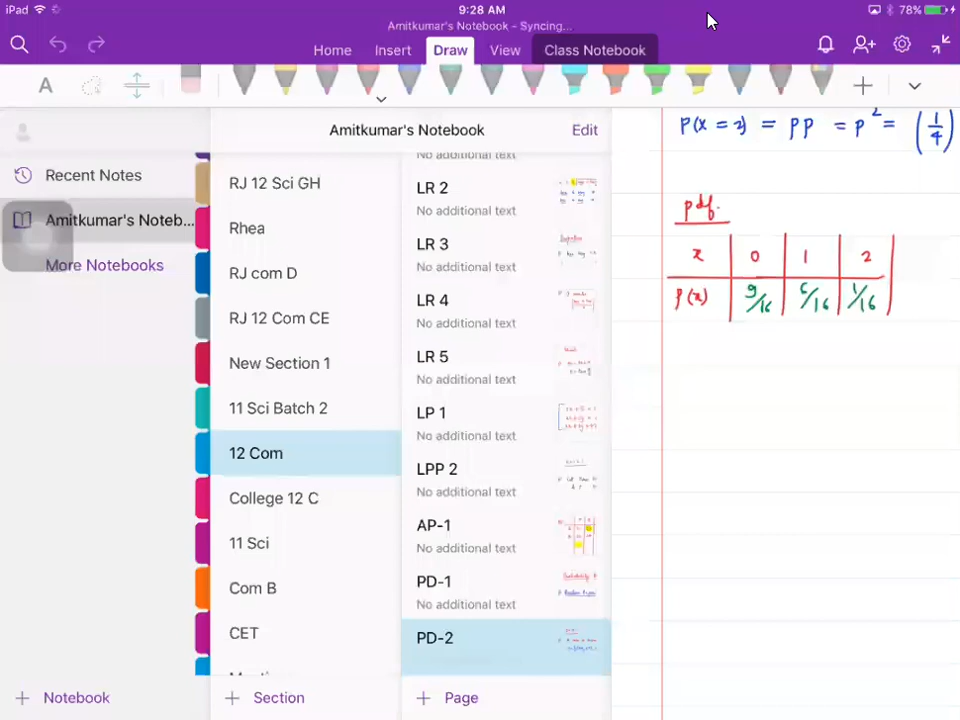 iPad 9:28 AM 78%
Amitkumar's Notebook - Syncing...
Home Insert Draw View Class Notebook
A
Amitkumar's Notebook Edit
Recent Notes
Amitkumar's Noteb...
More Notebooks
RJ 12 Sci GH
Rhea
RJ com D
RJ 12 Com CE
New Section 1
11 Sci Batch 2
12 Com
College 12 C
11 Sci
Com B
CET
No additional text
LR 2
No additional text
LR 3
No additional text
LR 4
No additional text
LR 5
No additional text
LP 1
No additional text
LPP 2
No additional text
AP-1
No additional text
PD-1
No additional text
PD-2
+ Notebook
+ Section
+ Page
P(x = 2) = PP = P² = (1/4)
pdf.
x 0 1 2
P(x) 9/16 6/16 1/16